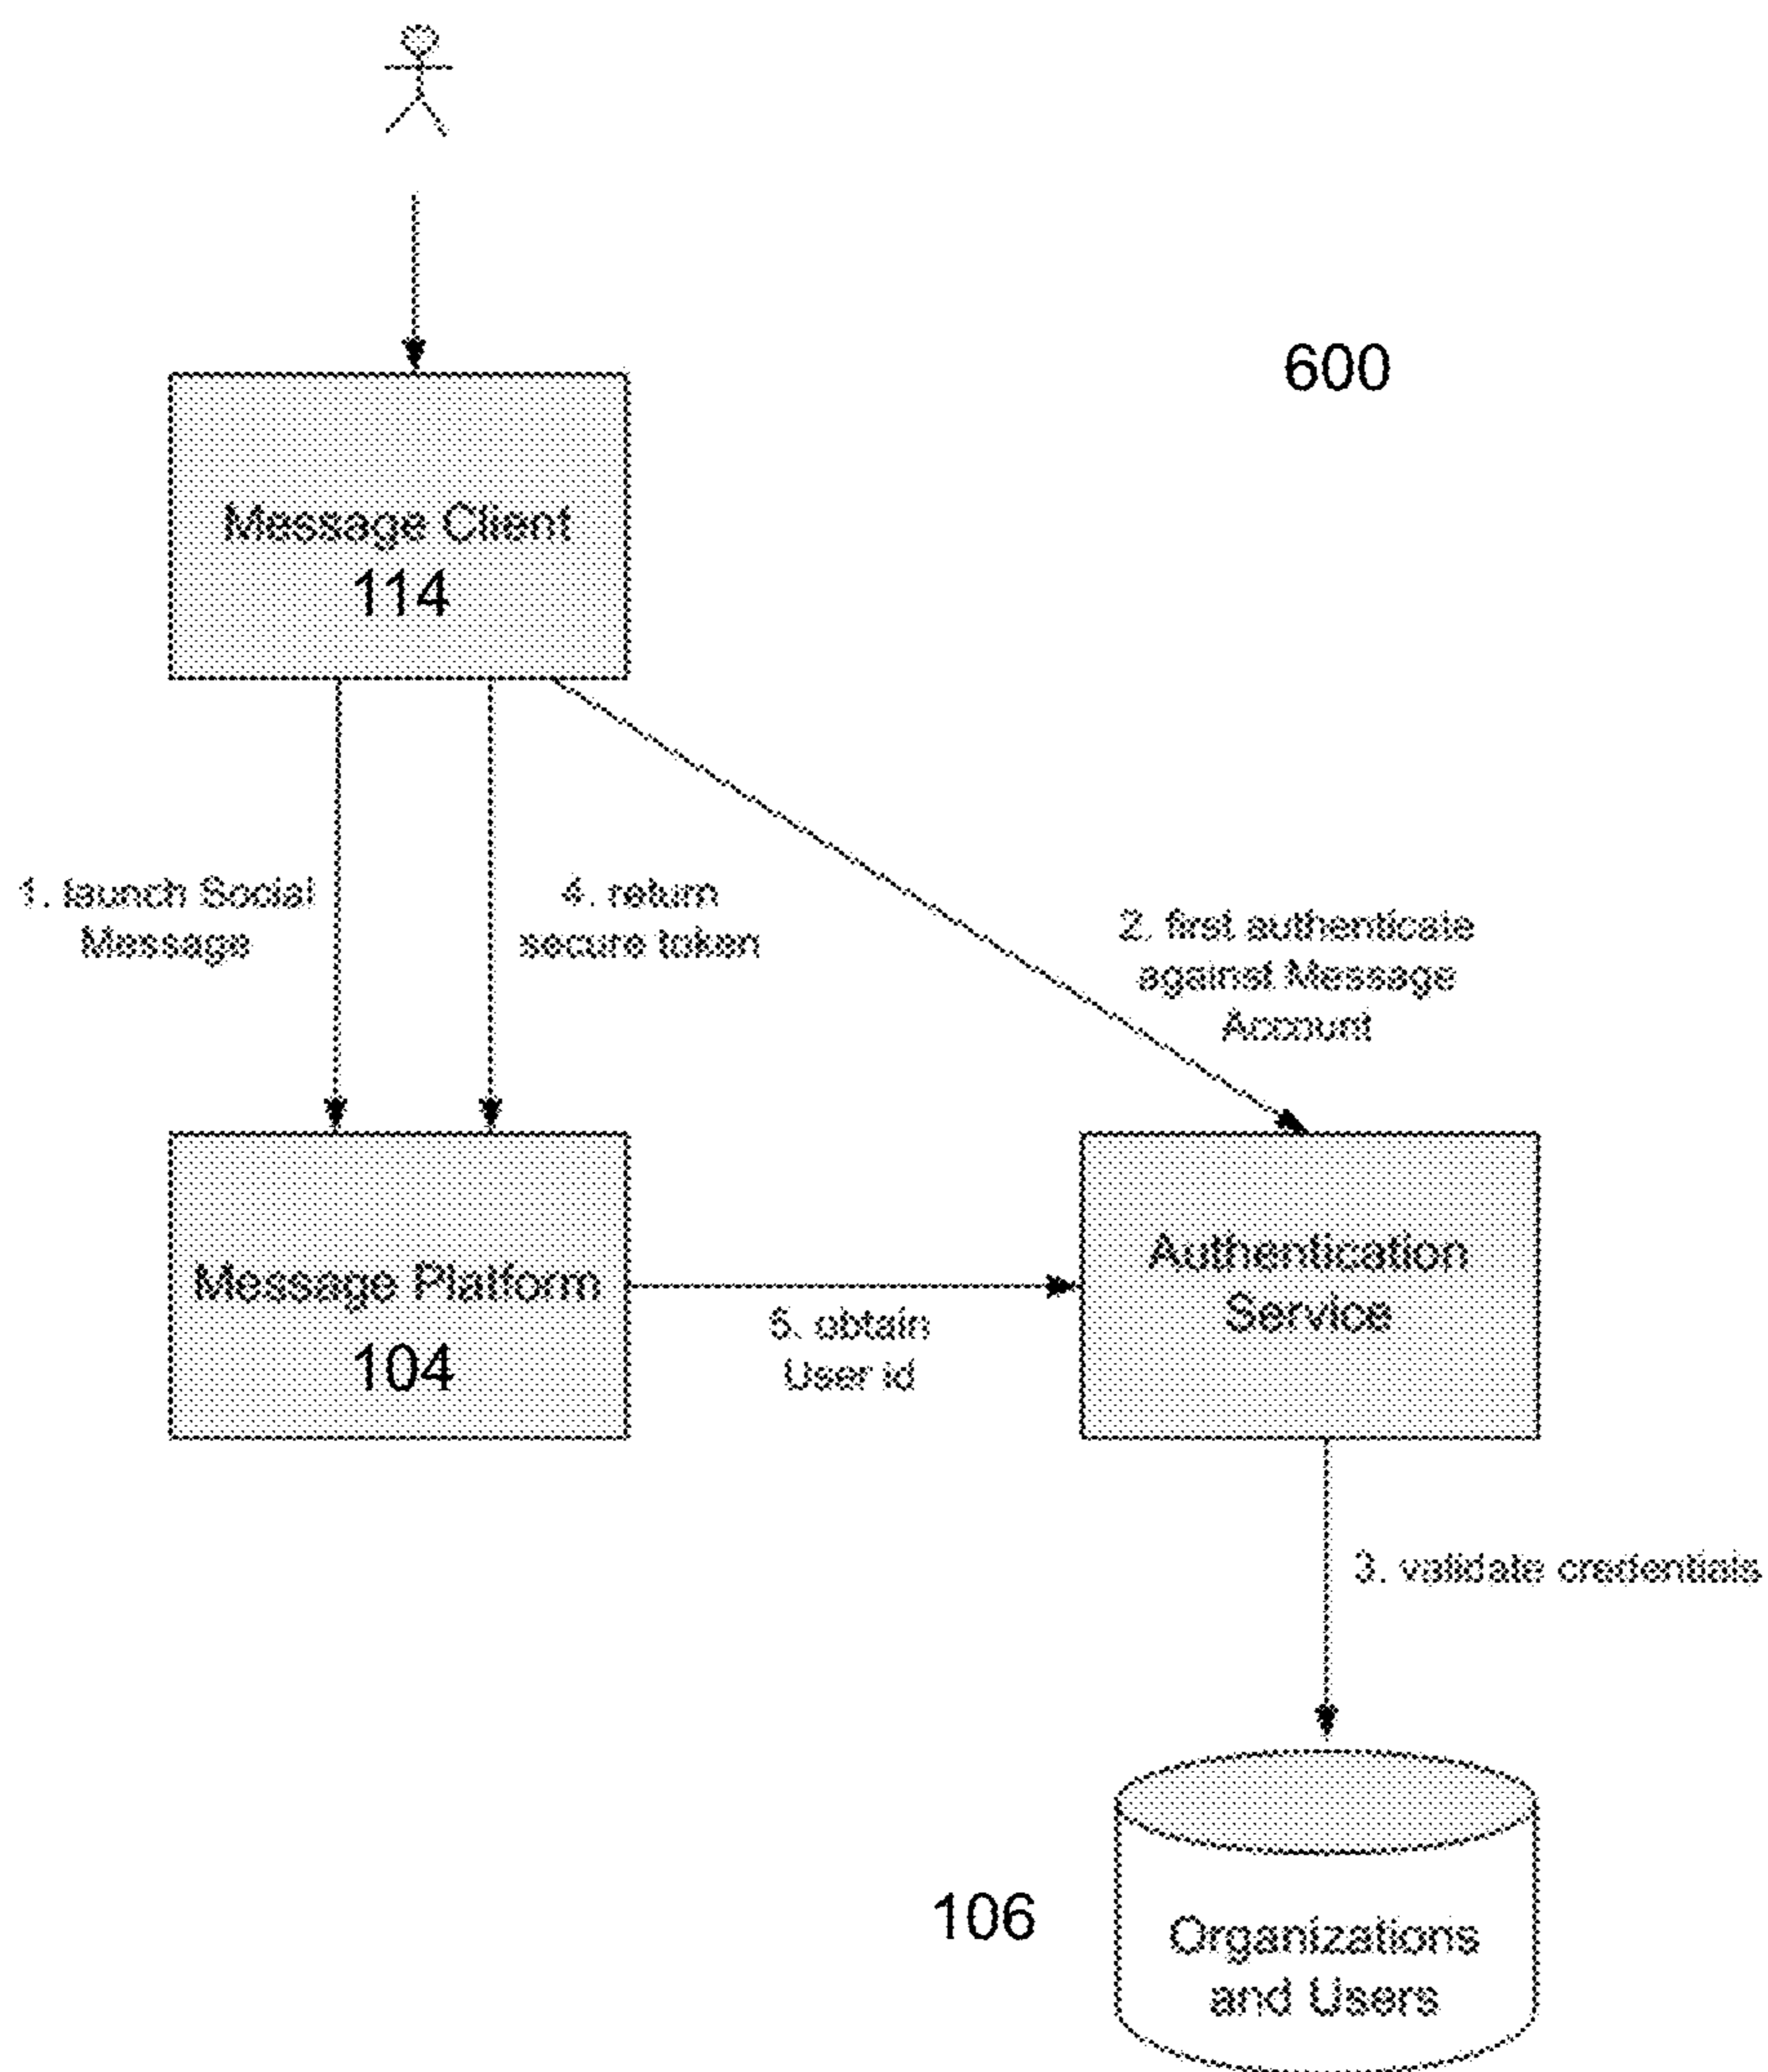 600
Message Client
114
1. launch Social
Message
4. return
secure token
2. first authenticate
against Message
Account
Message Platform
104
5. obtain
User id
Authentication
Service
3. validate credentials
106
Organizations
and Users